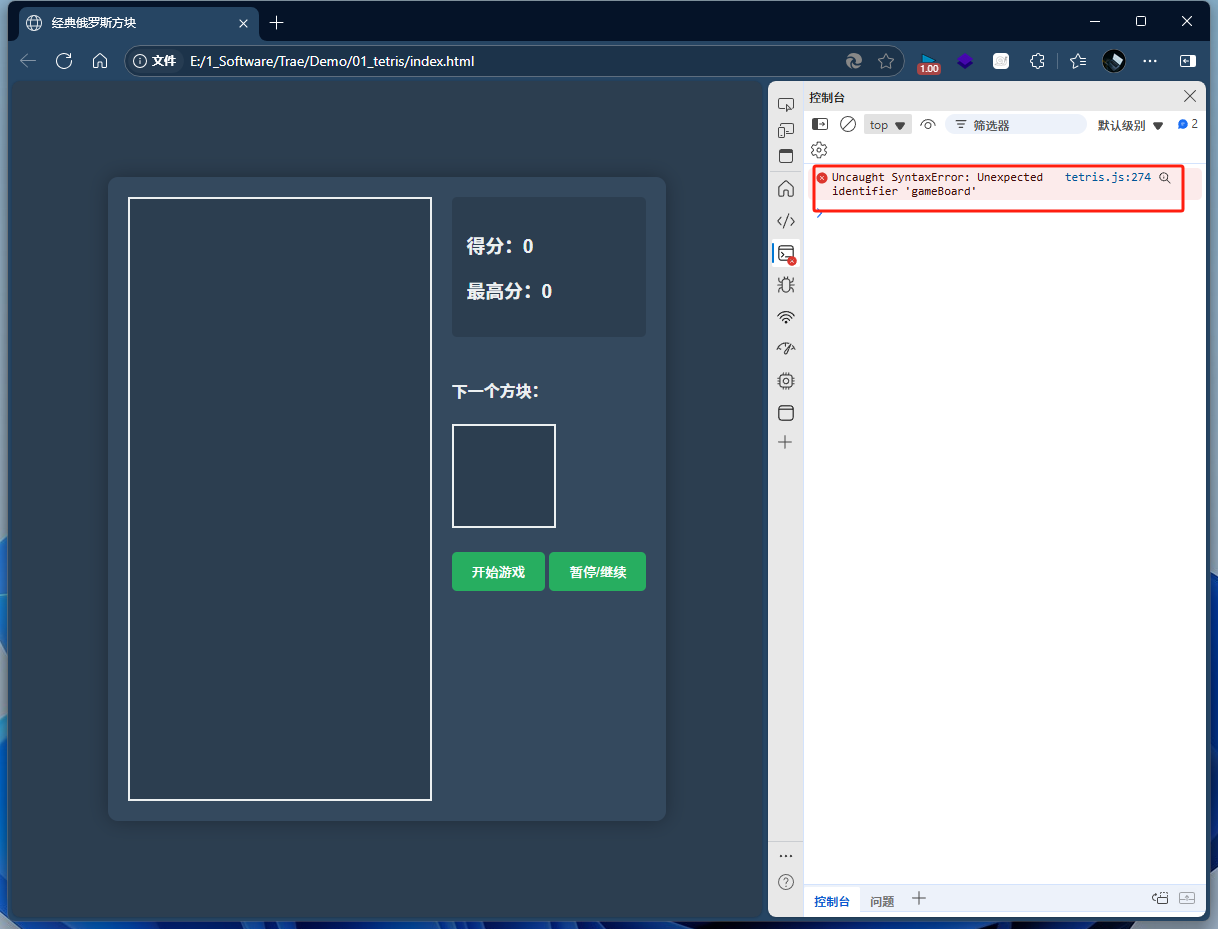 经典俄罗斯方块
文件 E:/1_Software/Trae/Demo/01_tetris/index.html
1.00
控制台
top
筛选器
默认级别
2
Uncaught SyntaxError: Unexpected tetris.js:274
identifier 'gameBoard'
得分：0
最高分：0
下一个方块：
开始游戏 暂停/继续
控制台 问题